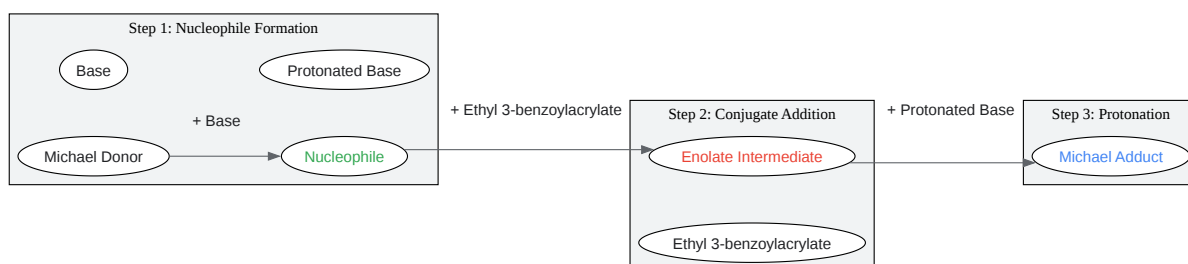 Step 1: Nucleophile Formation
Base
Protonated Base
+ Base
Michael Donor
Nucleophile
+ Ethyl 3-benzoylacrylate
Step 2: Conjugate Addition
Enolate Intermediate
Ethyl 3-benzoylacrylate
+ Protonated Base
Step 3: Protonation
Michael Adduct